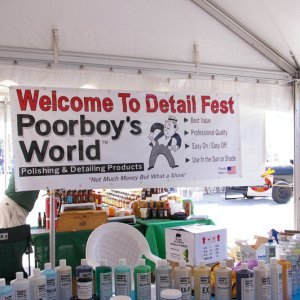 Welcome To Detail Fest
Poorboy's
World™
Polishing & Detailing Products
Best Value
Professional Quality
Easy On / Easy Off
Use in the Sun or Shade
"Not Much Money But What a Shine"
EX